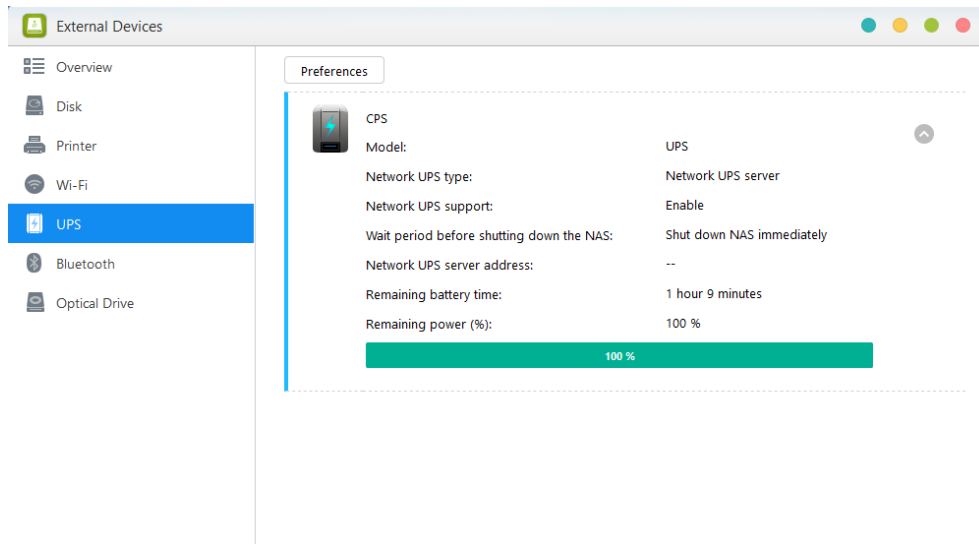 External Devices
Overview
Disk
Printer
Wi-Fi
UPS
Bluetooth
Optical Drive
Preferences
CPS
Model: UPS
Network UPS type: Network UPS server
Network UPS support: Enable
Wait period before shutting down the NAS: Shut down NAS immediately
Network UPS server address: --
Remaining battery time: 1 hour 9 minutes
Remaining power (%): 100 %
100 %